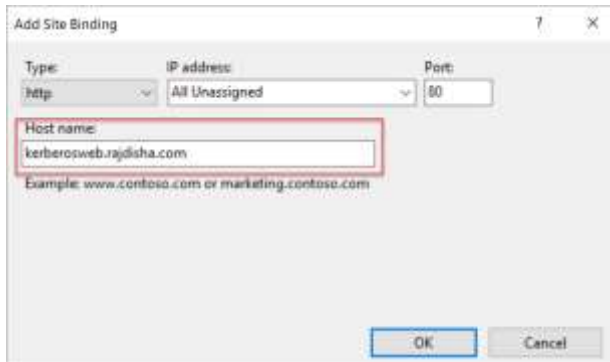 Add Site Binding ? ×
Type: IP address: Port:
http All Unassigned 80
Host name:
kerberosweb.rajdisha.com
Example: www.contoso.com or marketing.contoso.com
OK Cancel